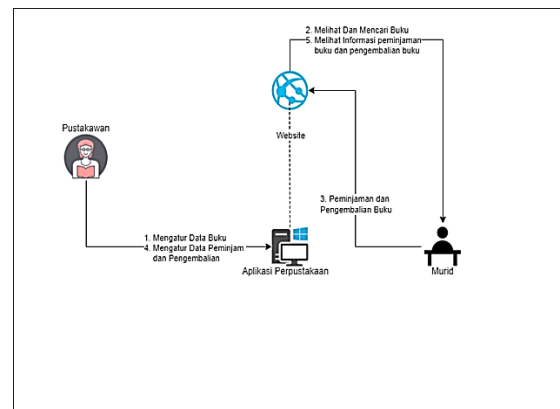 2. Melihat Dan Mencari Buku
5. Melihat Informasi peminjaman
buku dan pengembalian buku
Pustakawan
Website
3. Peminjaman dan
Pengembalian Buku
1. Mengatur Data Buku
4. Mengatur Data Peminjam
dan Pengembalian
Aplikasi Perpustakaan
Murid